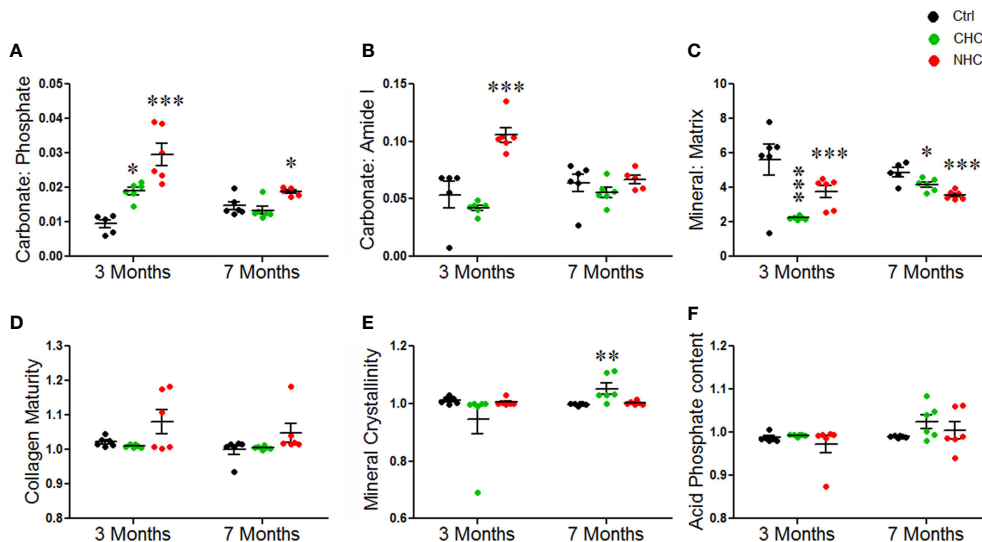 Ctrl
CHC
NHC
A
Carbonate: Phosphate
0.05
0.04
0.03
0.02
0.01
0.00
*
***
*
3 Months
7 Months
B
Carbonate: Amide I
0.15
0.10
0.05
0.00
***
3 Months
7 Months
C
Mineral: Matrix
10
8
6
4
2
0
***
***
*
***
3 Months
7 Months
D
Collagen Maturity
1.3
1.2
1.1
1.0
0.9
0.8
3 Months
7 Months
E
Mineral Crystallinity
1.2
1.0
0.8
0.6
**
3 Months
7 Months
F
Acid Phosphate content
1.2
1.1
1.0
0.9
0.8
3 Months
7 Months